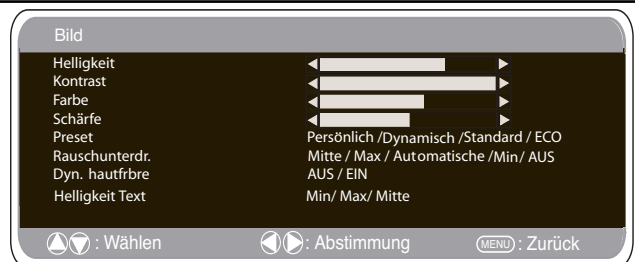 Bild
Helligkeit
Kontrast
Farbe
Schärfe
Preset Persönlich /Dynamisch /Standard / ECO
Rauschunterdr. Mitte / Max / Automatische /Min/ AUS
Dyn. hautfrbre AUS / EIN
Helligkeit Text Min/ Max/ Mitte
: Wählen : Abstimmung MENU : Zurück